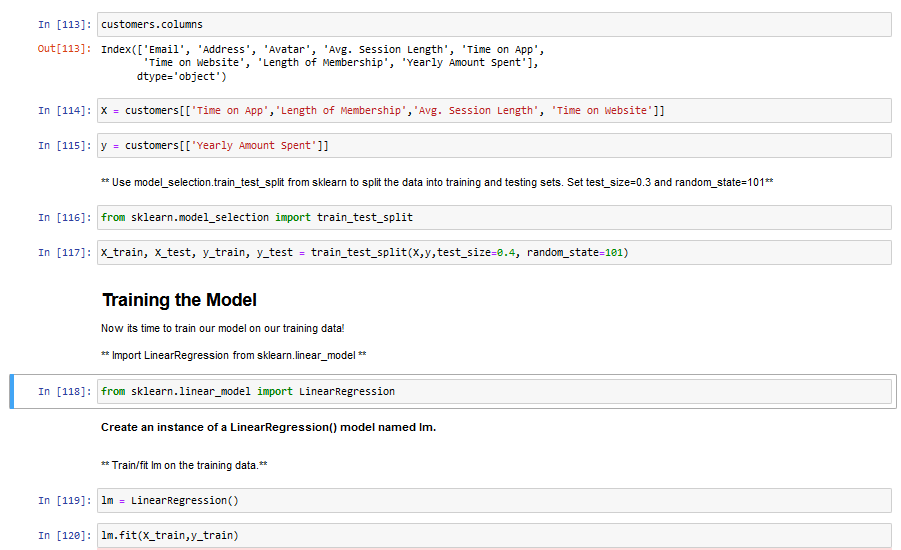 In [113]: customers.columns
Out[113]: Index(['Email', 'Address', 'Avatar', 'Avg. Session Length', 'Time on App',
'Time on Website', 'Length of Membership', 'Yearly Amount Spent'],
dtype='object')
In [114]: X = customers[['Time on App','Length of Membership','Avg. Session Length', 'Time on Website']]
In [115]: y = customers[['Yearly Amount Spent']]
** Use model_selection.train_test_split from sklearn to split the data into training and testing sets. Set test_size=0.3 and random_state=101**
In [116]: from sklearn.model_selection import train_test_split
In [117]: X_train, X_test, y_train, y_test = train_test_split(X,y,test_size=0.4, random_state=101)
Training the Model
Now its time to train our model on our training data!
** Import LinearRegression from sklearn.linear_model **
In [118]: from sklearn.linear_model import LinearRegression
Create an instance of a LinearRegression() model named lm.
** Train/fit lm on the training data.**
In [119]: lm = LinearRegression()
In [120]: lm.fit(X_train,y_train)